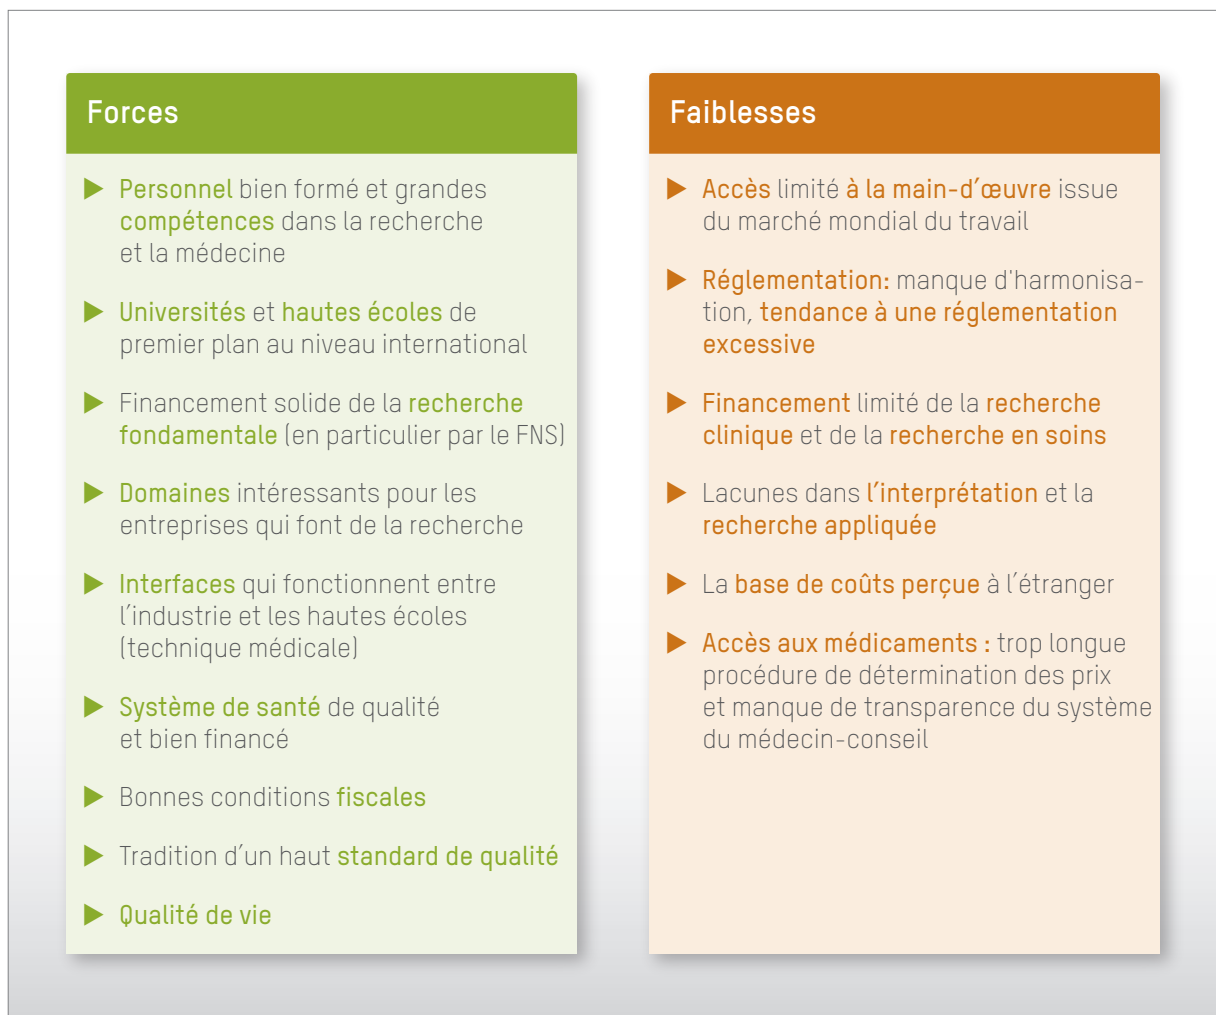 Forces
Personnel bien formé et grandes
compétences dans la recherche
et la médecine
Universités et hautes écoles de
premier plan au niveau international
Financement solide de la recherche
fondamentale (en particulier par le FNS)
Domaines intéressants pour les
entreprises qui font de la recherche
Interfaces qui fonctionnent entre
l’industrie et les hautes écoles
(technique médicale)
Système de santé de qualité
et bien financé
Bonnes conditions fiscales
Tradition d’un haut standard de qualité
Qualité de vie
Faiblesses
Accès limité à la main-d’œuvre issue
du marché mondial du travail
Réglementation: manque d'harmonisa-
tion, tendance à une réglementation
excessive
Financement limité de la recherche
clinique et de la recherche en soins
Lacunes dans l’interprétation et la
recherche appliquée
La base de coûts perçue à l’étranger
Accès aux médicaments : trop longue
procédure de détermination des prix
et manque de transparence du système
du médecin-conseil